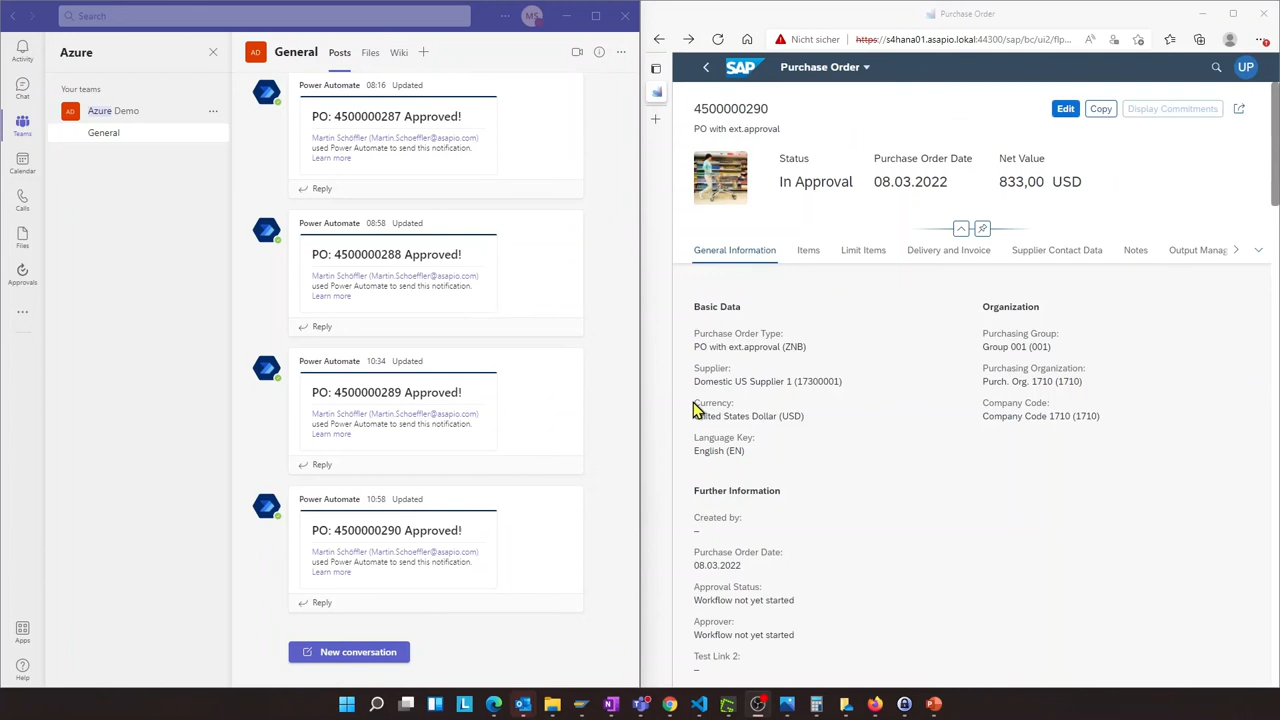 Search
MS
Activity
Chat
Teams
Calendar
Calls
Files
Approvals
Apps
Help
Azure
Your teams
AD
Azure Demo
General
AD
General
Posts
Files
Wiki
Power Automate 08:16 Updated
PO: 4500000287 Approved!
Martin Schöffler (Martin.Schoeffler@asapio.com)
used Power Automate to send this notification.
Learn more
Reply
Power Automate 08:58 Updated
PO: 4500000288 Approved!
Martin Schöffler (Martin.Schoeffler@asapio.com)
used Power Automate to send this notification.
Learn more
Reply
Power Automate 10:34 Updated
PO: 4500000289 Approved!
Martin Schöffler (Martin.Schoeffler@asapio.com)
used Power Automate to send this notification.
Learn more
Reply
Power Automate 10:58 Updated
PO: 4500000290 Approved!
Martin Schöffler (Martin.Schoeffler@asapio.com)
used Power Automate to send this notification.
Learn more
Reply
New conversation
Purchase Order
Nicht sicher
https://s4hana01.asapio.lokal:44300/sap/bc/ui2/flp...
SAP
Purchase Order
UP
4500000290
PO with ext.approval
Edit
Copy
Display Commitments
Status
In Approval
Purchase Order Date
08.03.2022
Net Value
833,00 USD
General Information
Items
Limit Items
Delivery and Invoice
Supplier Contact Data
Notes
Output Manag
Basic Data
Purchase Order Type:
PO with ext.approval (ZNB)
Supplier:
Domestic US Supplier 1 (17300001)
Currency:
United States Dollar (USD)
Language Key:
English (EN)
Organization
Purchasing Group:
Group 001 (001)
Purchasing Organization:
Purch. Org. 1710 (1710)
Company Code:
Company Code 1710 (1710)
Further Information
Created by:
–
Purchase Order Date:
08.03.2022
Approval Status:
Workflow not yet started
Approver:
Workflow not yet started
Test Link 2:
–